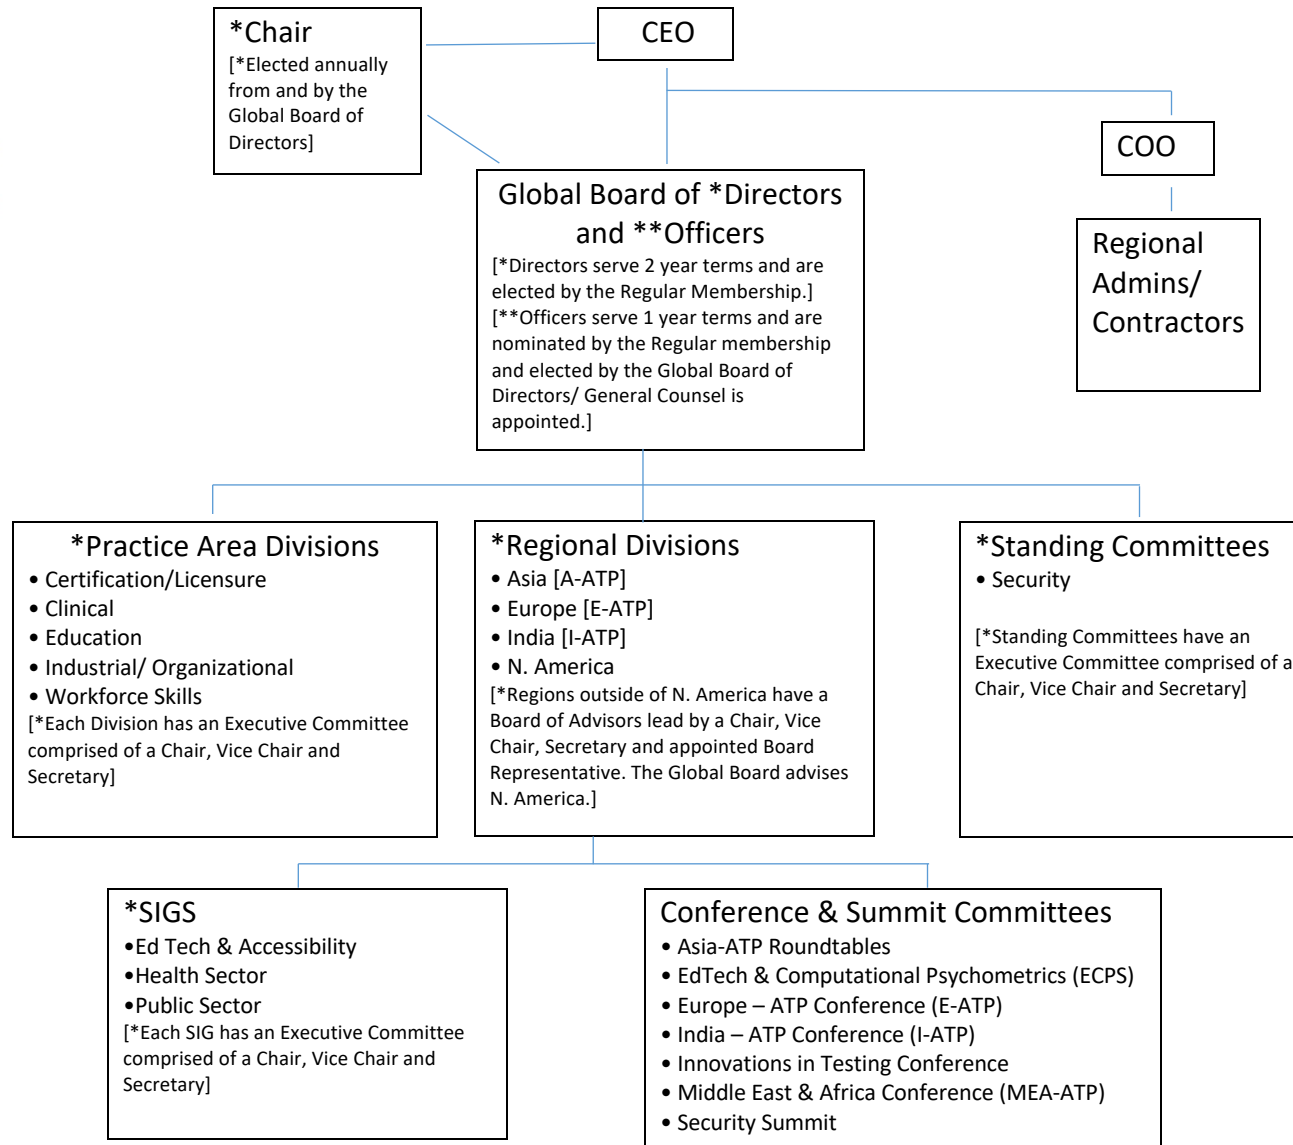 *Chair
[*Elected annually
from and by the
Global Board of
Directors]
CEO
COO
Regional
Admins/
Contractors
Global Board of *Directors
and **Officers
[*Directors serve 2 year terms and are
elected by the Regular Membership.]
[**Officers serve 1 year terms and are
nominated by the Regular membership
and elected by the Global Board of
Directors/ General Counsel is
appointed.]
*Practice Area Divisions
• Certification/Licensure
• Clinical
• Education
• Industrial/ Organizational
• Workforce Skills
[*Each Division has an Executive Committee
comprised of a Chair, Vice Chair and
Secretary]
*Regional Divisions
• Asia [A-ATP]
• Europe [E-ATP]
• India [I-ATP]
• N. America
[*Regions outside of N. America have a
Board of Advisors lead by a Chair, Vice
Chair, Secretary and appointed Board
Representative. The Global Board advises
N. America.]
*Standing Committees
• Security
[*Standing Committees have an
Executive Committee comprised of a
Chair, Vice Chair and Secretary]
*SIGS
•Ed Tech & Accessibility
•Health Sector
•Public Sector
[*Each SIG has an Executive Committee
comprised of a Chair, Vice Chair and
Secretary]
Conference & Summit Committees
• Asia-ATP Roundtables
• EdTech & Computational Psychometrics (ECPS)
• Europe – ATP Conference (E-ATP)
• India – ATP Conference (I-ATP)
• Innovations in Testing Conference
• Middle East & Africa Conference (MEA-ATP)
• Security Summit